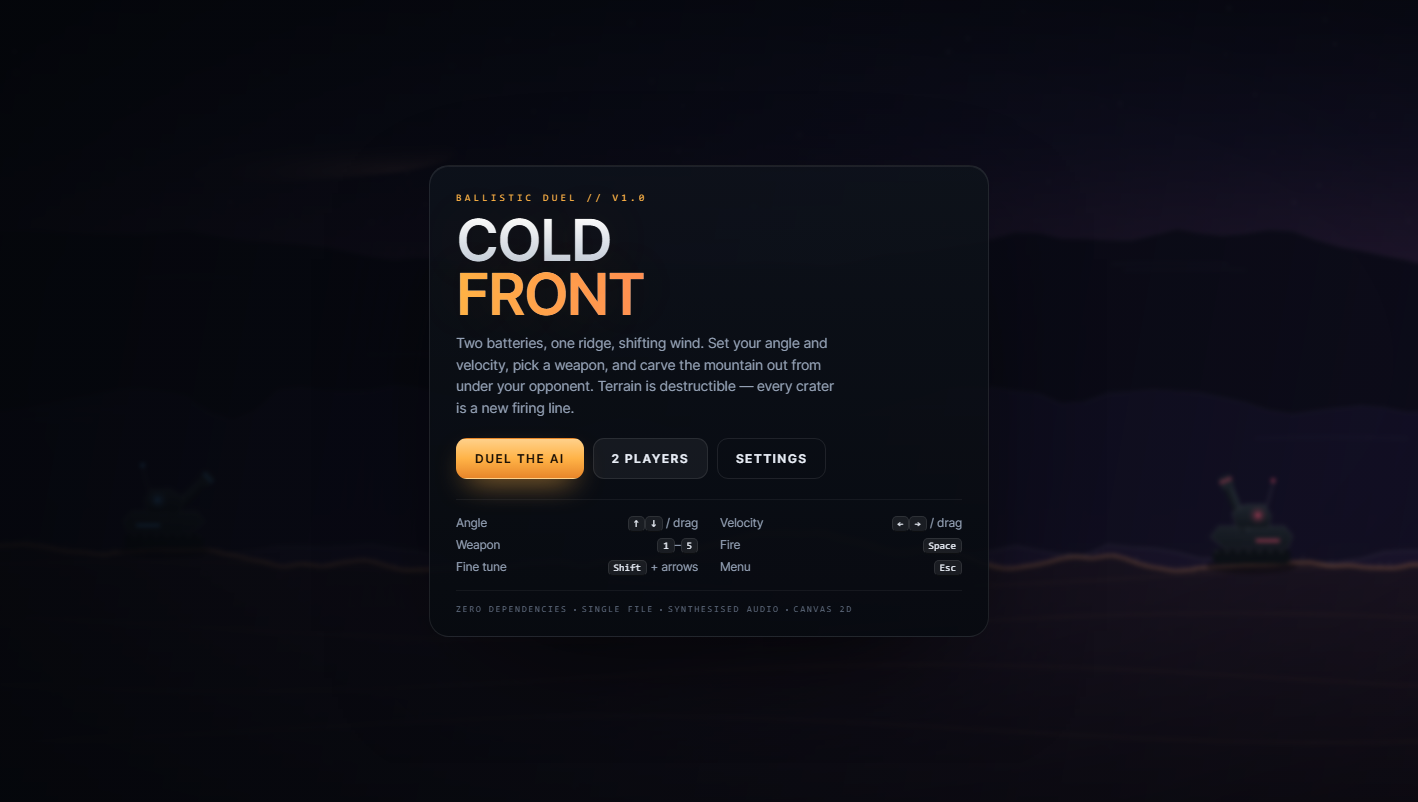 BALLISTIC DUEL // V1.0
COLD
FRONT
Two batteries, one ridge, shifting wind. Set your angle and
velocity, pick a weapon, and carve the mountain out from
under your opponent. Terrain is destructible — every crater
is a new firing line.
DUEL THE AI 2 PLAYERS SETTINGS
Angle ↑ ↓ / drag Velocity ← → / drag
Weapon 1–5 Fire Space
Fine tune Shift + arrows Menu Esc
ZERO DEPENDENCIES • SINGLE FILE • SYNTHESISED AUDIO • CANVAS 2D